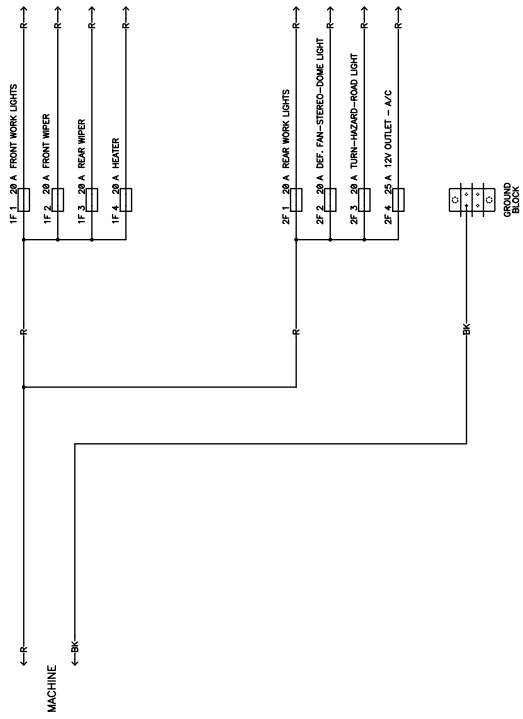 R
R
R
R
R
R
R
R
1F 1 20 A FRONT WORK LIGHTS
1F 2 20 A FRONT WIPER
1F 3 20 A REAR WIPER
1F 4 20 A HEATER
2F 1 20 A REAR WORK LIGHTS
2F 2 20 A DEF. FAN-STEREO-DOME LIGHT
2F 3 20 A TURN-HAZARD-ROAD LIGHT
2F 4 25 A 12V OUTLET - A/C
GROUND
BLOCK
R
R
BK
R
BK
MACHINE